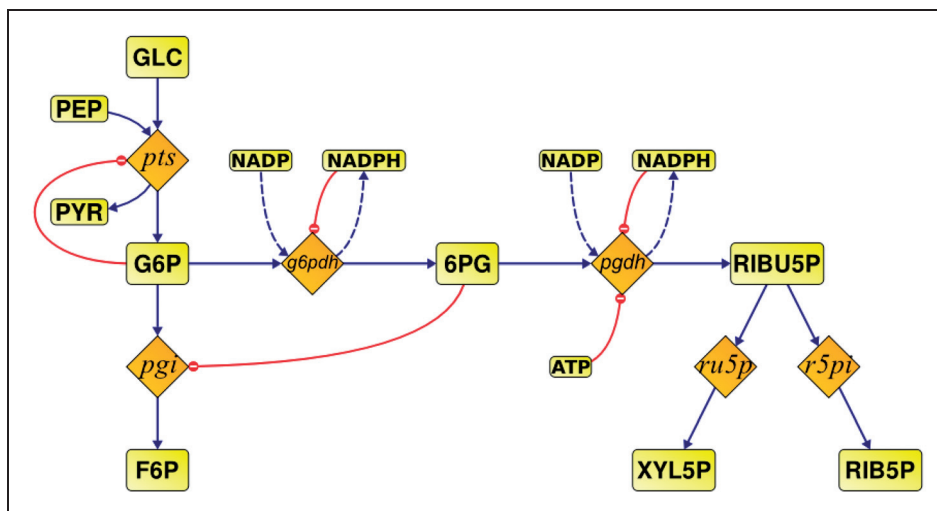 GLC
PEP
pts
NADP
NADPH
NADP
NADPH
PYR
G6P
g6pdh
6PG
pgdh
RIBU5P
pgi
ATP
ru5p
r5pi
F6P
XYL5P
RIB5P